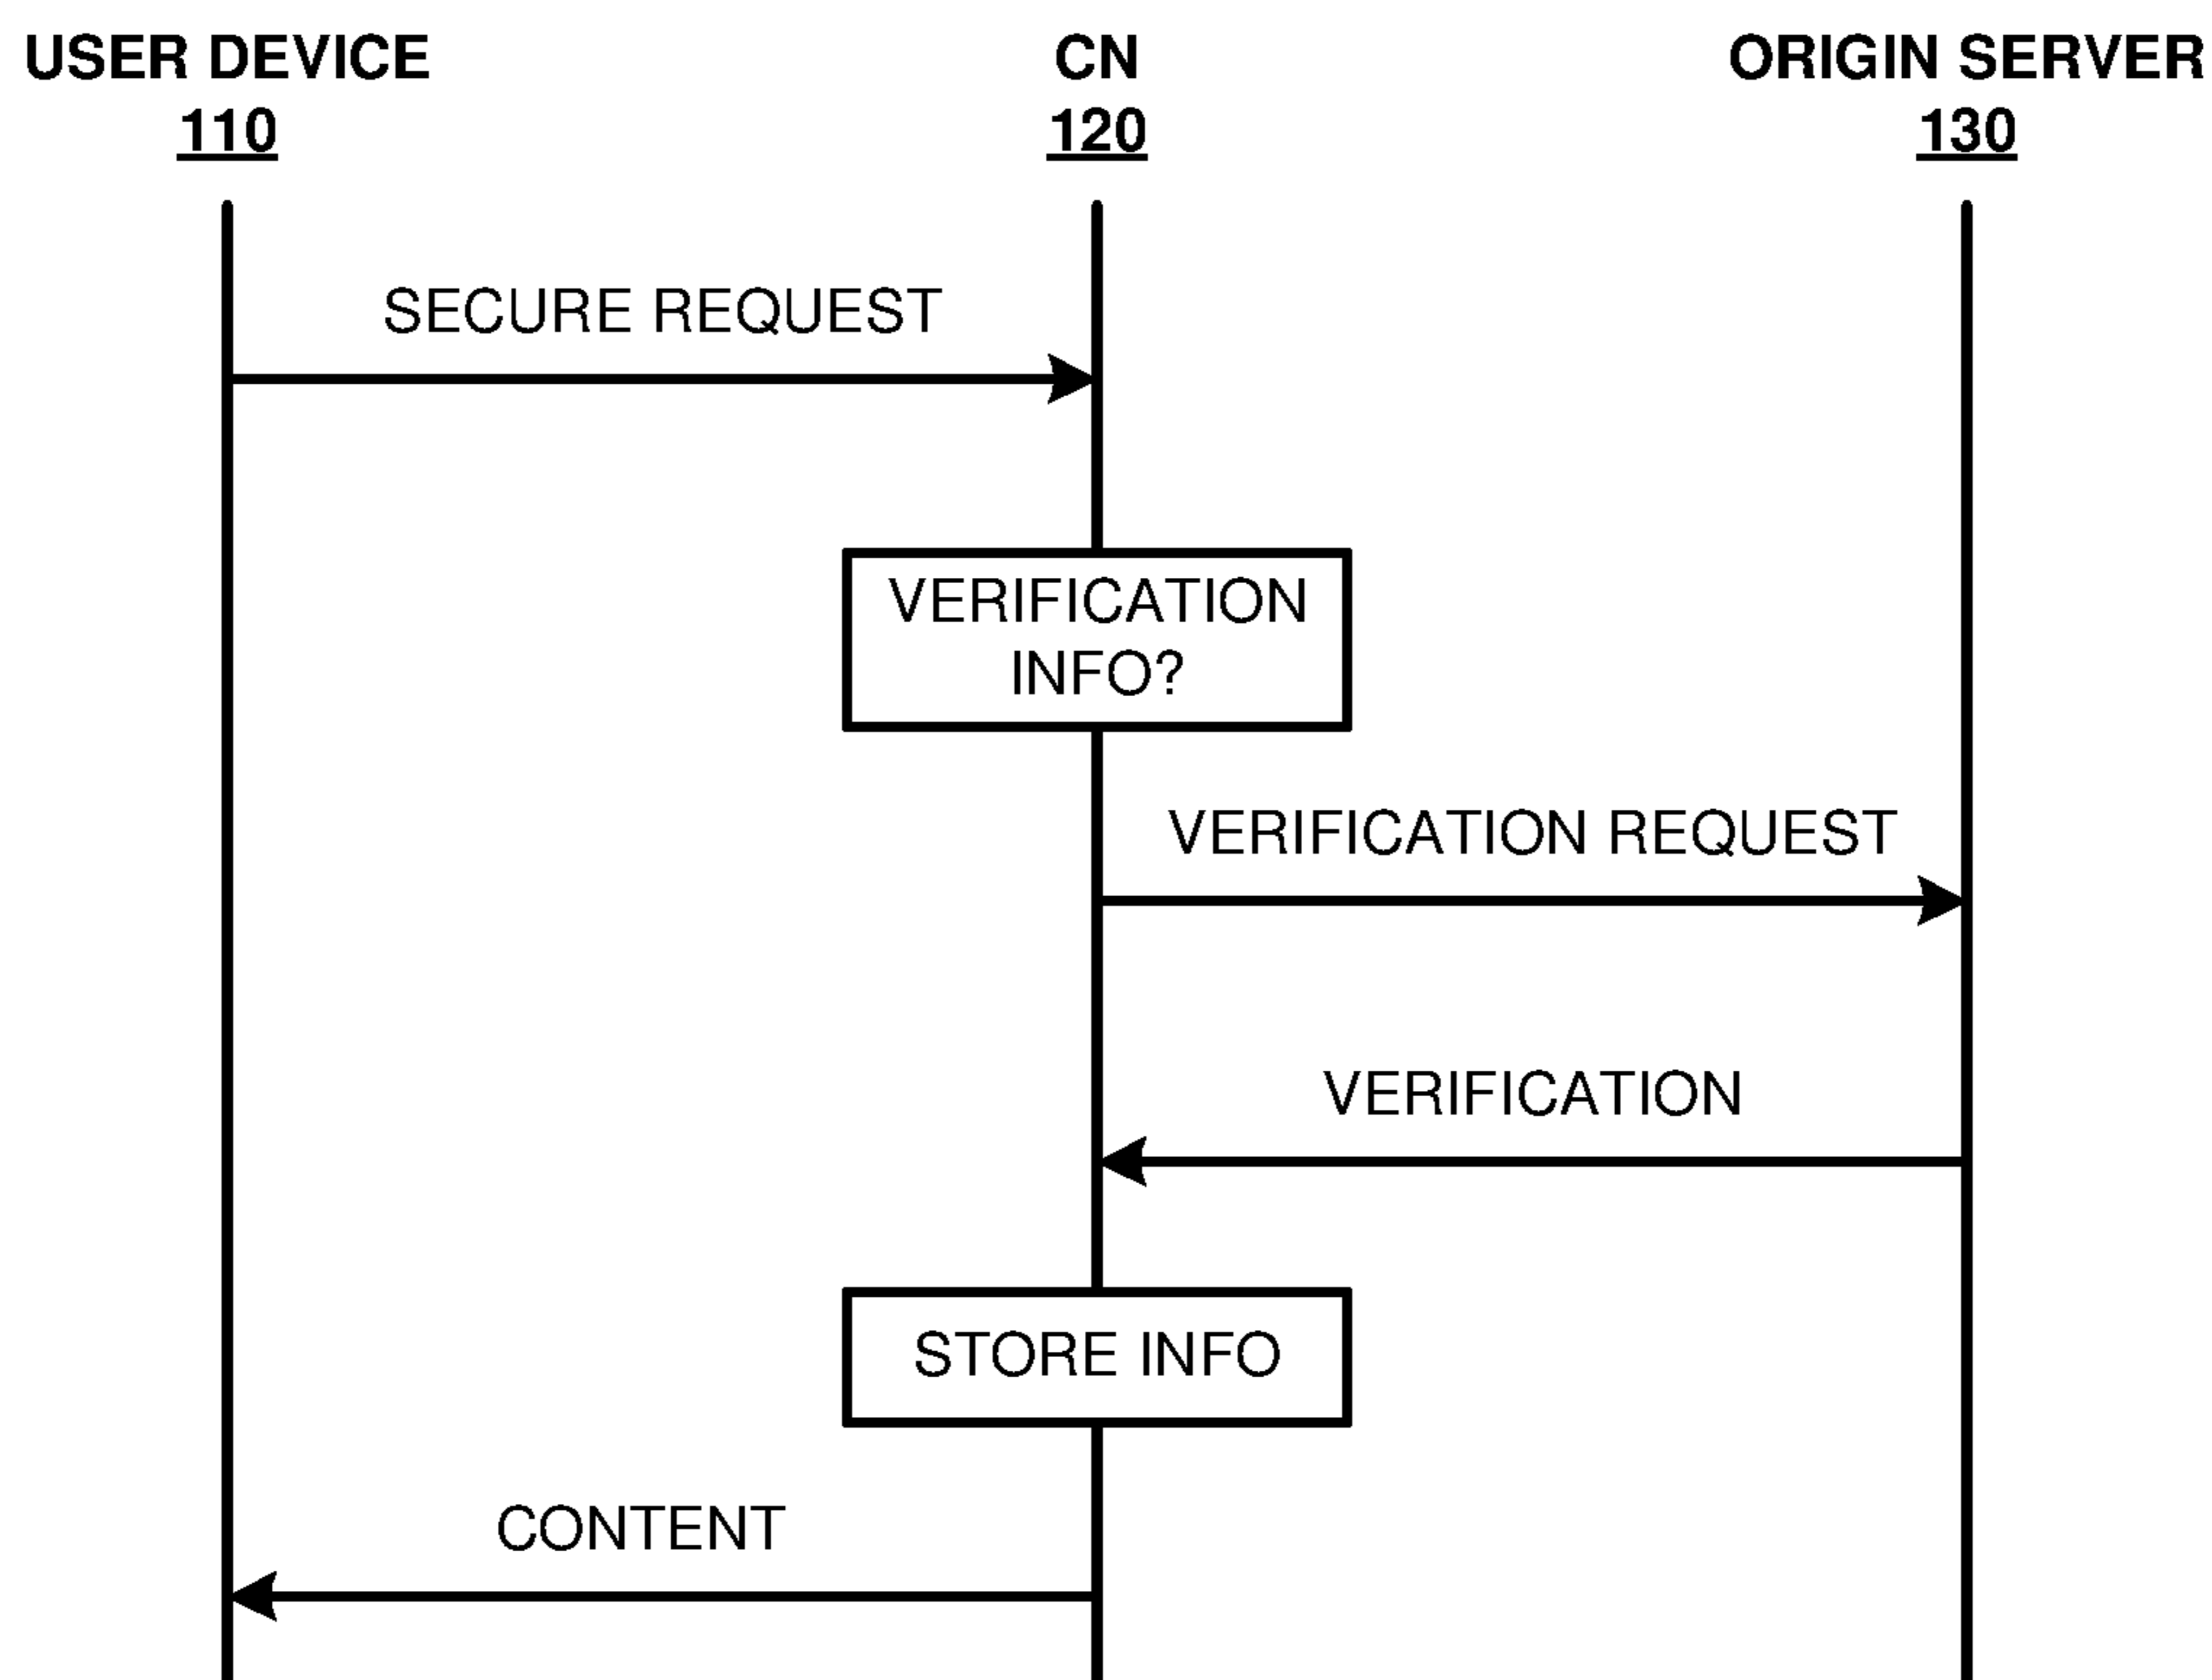 USER DEVICE
110
CN
120
ORIGIN SERVER
130
SECURE REQUEST
VERIFICATION
INFO?
VERIFICATION REQUEST
VERIFICATION
STORE INFO
CONTENT